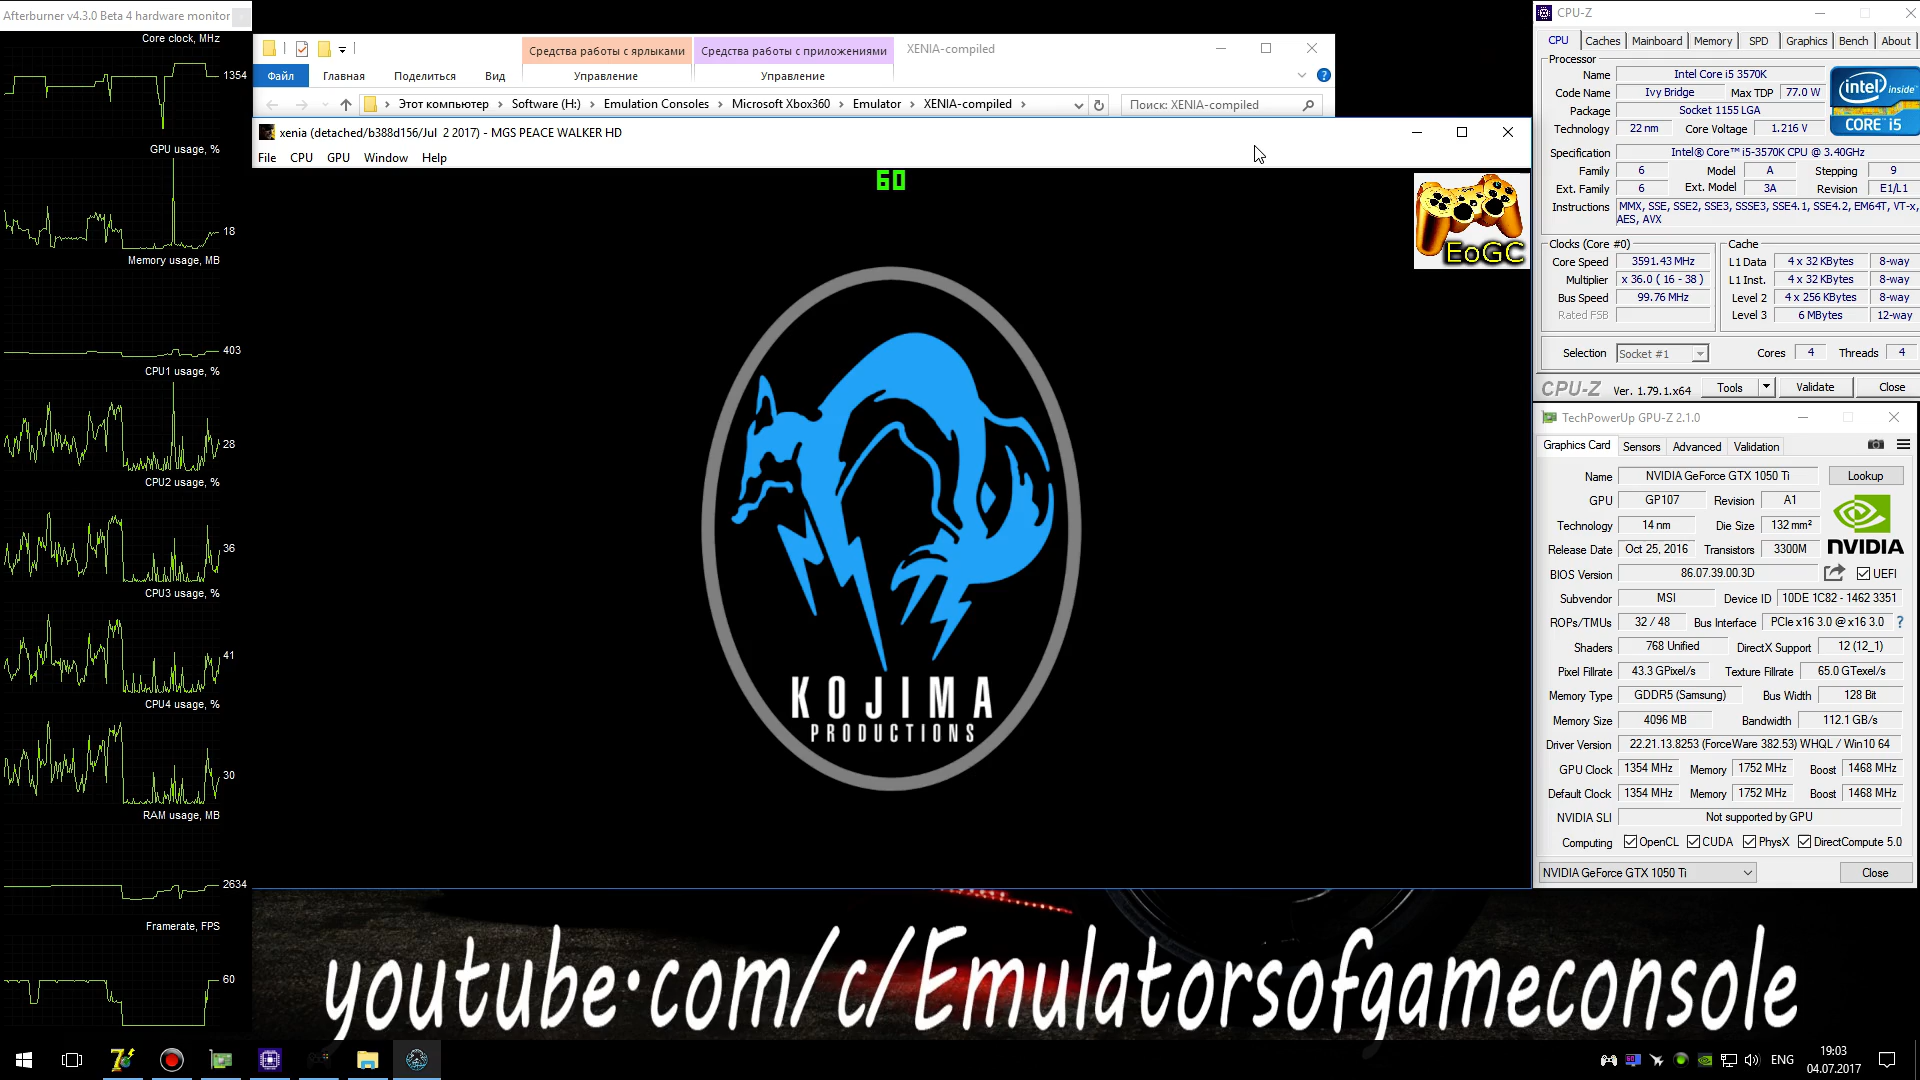 Afterburner v4.3.0 Beta 4 hardware monitor
Core clock, MHz
1354
GPU usage, %
18
Memory usage, MB
403
CPU1 usage, %
28
CPU2 usage, %
36
CPU3 usage, %
41
CPU4 usage, %
30
RAM usage, MB
2634
Framerate, FPS
60
Средства работы с ярлыками Средства работы с приложениями XENIA-compiled
Файл Главная Поделиться Вид Управление Управление
Этот компьютер Software (H:) Emulation Consoles Microsoft Xbox360 Emulator XENIA-compiled Поиск: XENIA-compiled
xenia (detached/b388d156/Jul 2 2017) - MGS PEACE WALKER HD
File CPU GPU Window Help
60
EoGC
KOJIMA
PRODUCTIONS
CPU-Z
CPU Caches Mainboard Memory SPD Graphics Bench About
Processor
Name Intel Core i5 3570K
Code Name Ivy Bridge Max TDP 77.0 W
Package Socket 1155 LGA
Technology 22 nm Core Voltage 1.216 V
intel inside™
CORE i5
Specification Intel® Core™ i5-3570K CPU @ 3.40GHz
Family 6 Model A Stepping 9
Ext. Family 6 Ext. Model 3A Revision E1/L1
Instructions MMX, SSE, SSE2, SSE3, SSSE3, SSE4.1, SSE4.2, EM64T, VT-x,
AES, AVX
Clocks (Core #0)
Core Speed 3591.43 MHz
Multiplier x 36.0 ( 16 - 38 )
Bus Speed 99.76 MHz
Rated FSB
Cache
L1 Data 4 x 32 KBytes 8-way
L1 Inst. 4 x 32 KBytes 8-way
Level 2 4 x 256 KBytes 8-way
Level 3 6 MBytes 12-way
Selection Socket #1 Cores 4 Threads 4
CPU-Z Ver. 1.79.1.x64 Tools Validate Close
TechPowerUp GPU-Z 2.1.0
Graphics Card Sensors Advanced Validation
Name NVIDIA GeForce GTX 1050 Ti Lookup
GPU GP107 Revision A1
Technology 14 nm Die Size 132 mm²
Release Date Oct 25, 2016 Transistors 3300M
NVIDIA
BIOS Version 86.07.39.00.3D UEFI
Subvendor MSI Device ID 10DE 1C82 - 1462 3351
ROPs/TMUs 32 / 48 Bus Interface PCIe x16 3.0 @ x16 3.0 ?
Shaders 768 Unified DirectX Support 12 (12_1)
Pixel Fillrate 43.3 GPixel/s Texture Fillrate 65.0 GTexel/s
Memory Type GDDR5 (Samsung) Bus Width 128 Bit
Memory Size 4096 MB Bandwidth 112.1 GB/s
Driver Version 22.21.13.8253 (ForceWare 382.53) WHQL / Win10 64
GPU Clock 1354 MHz Memory 1752 MHz Boost 1468 MHz
Default Clock 1354 MHz Memory 1752 MHz Boost 1468 MHz
NVIDIA SLI Not supported by GPU
Computing OpenCL CUDA PhysX DirectCompute 5.0
NVIDIA GeForce GTX 1050 Ti Close
youtube.com/c/Emulatorsofgameconsole
ENG
19:03
04.07.2017